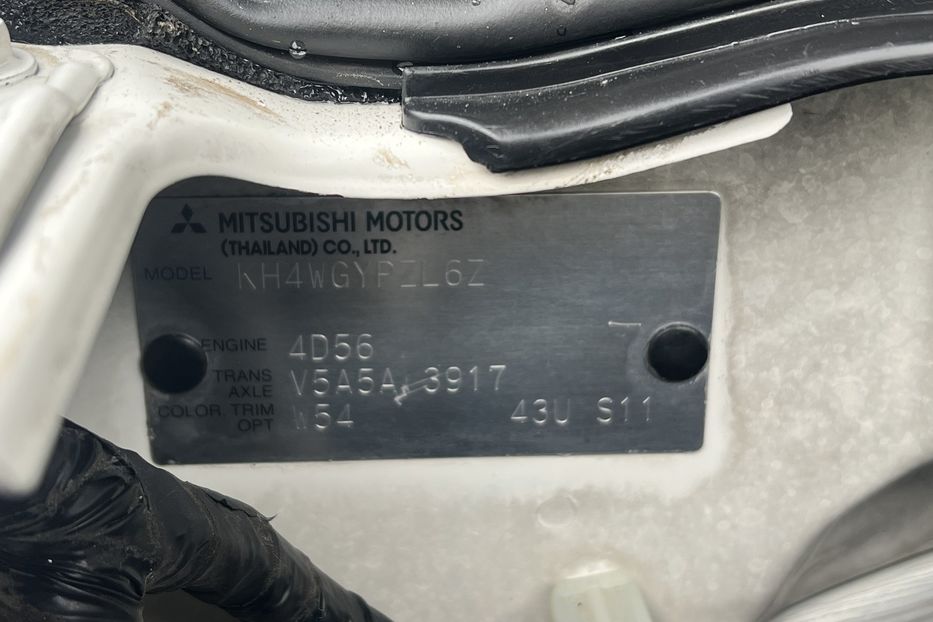 MITSUBISHI MOTORS
(THAILAND) CO., LTD.
MODEL KH4WGYPZL6Z
ENGINE 4D56
TRANS AXLE V5A5A 3917
COLOR, TRIM OPT W54 43U S11